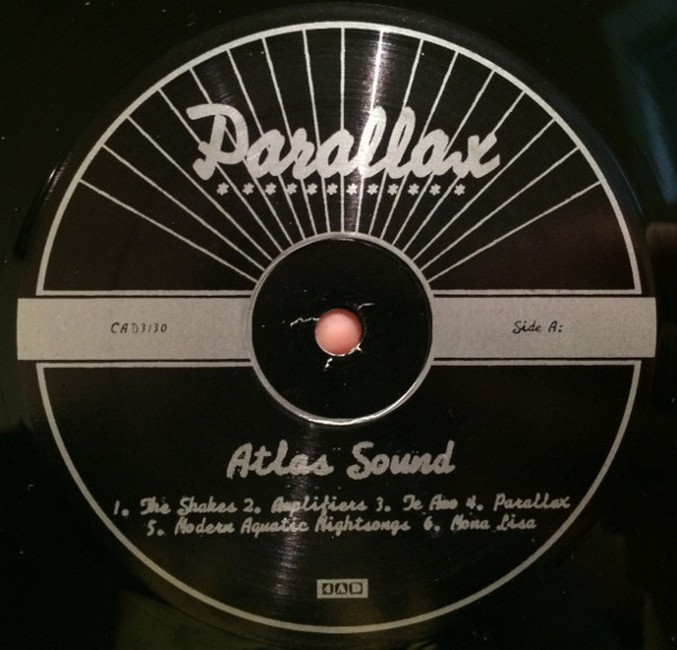 Parallax
* * * * * * * * * * * *
CAD3130
Side A:
Atlas Sound
1. The Shakes 2. Amplifiers 3. Te Amo 4. Parallax
5. Modern Aquatic Nightsongs 6. Mona Lisa
4AD